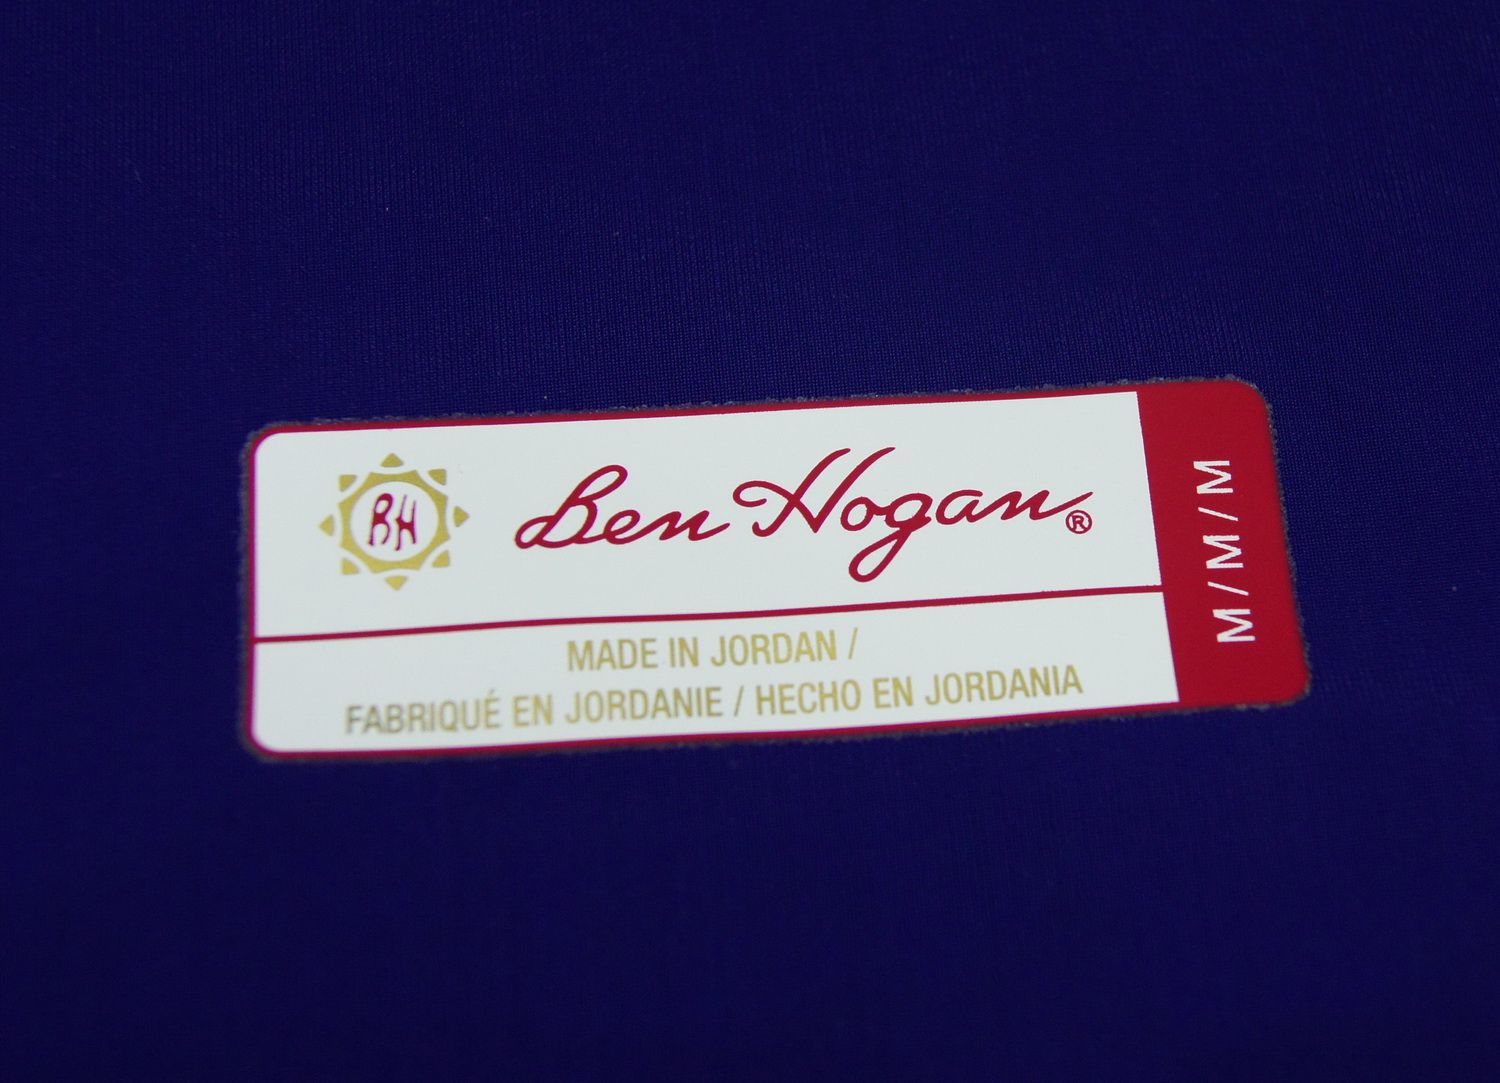 BH
Ben Hogan®
MADE IN JORDAN /
FABRIQUÉ EN JORDANIE / HECHO EN JORDANIA
M / M / M